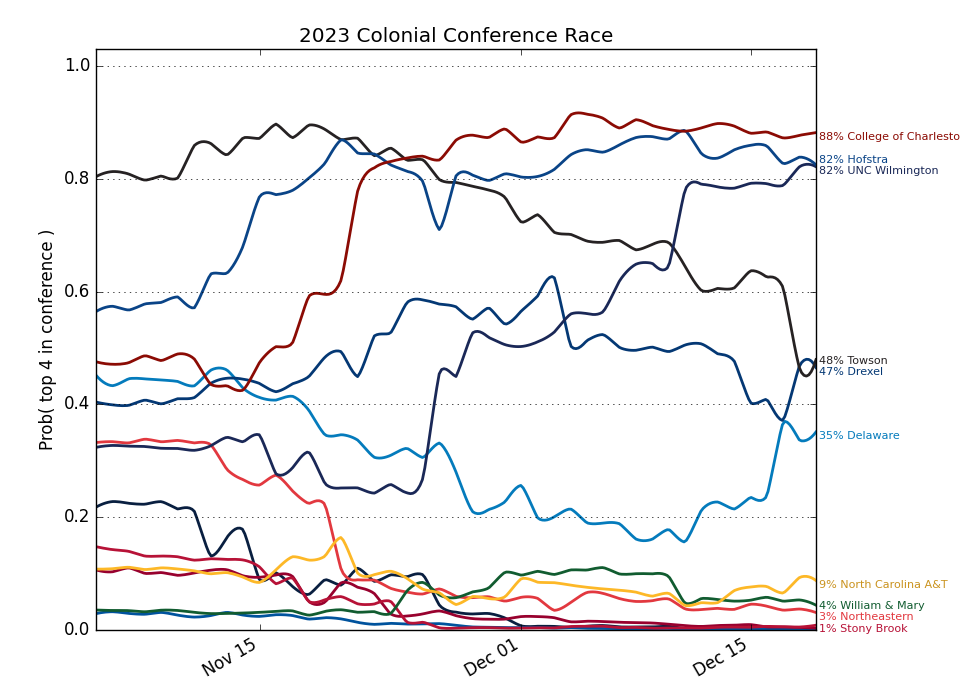 2023 Colonial Conference Race
Prob( top 4 in conference )
1.0
0.8
0.6
0.4
0.2
0.0
Nov 15
Dec 01
Dec 15
88% College of Charlesto
82% Hofstra
82% UNC Wilmington
48% Towson
47% Drexel
35% Delaware
9% North Carolina A&T
4% William & Mary
3% Northeastern
1% Stony Brook